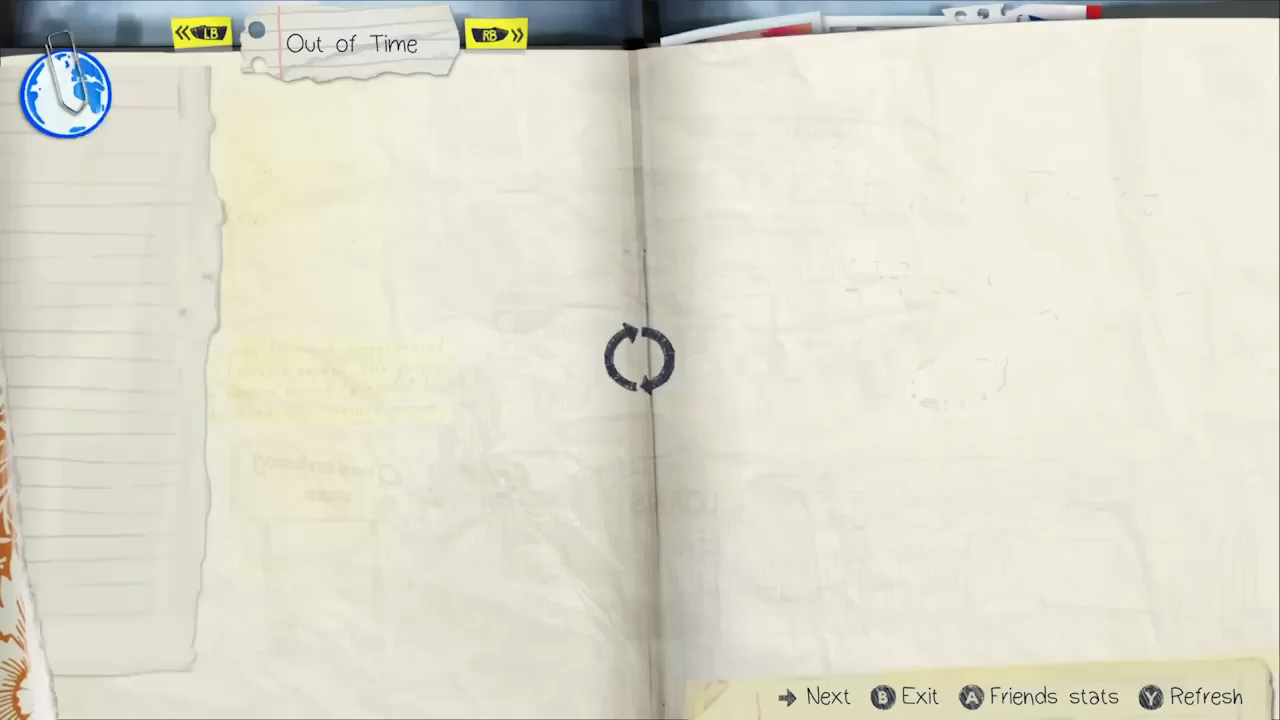 LB
Out of Time
RB
Next
B Exit
A Friends stats
Y Refresh